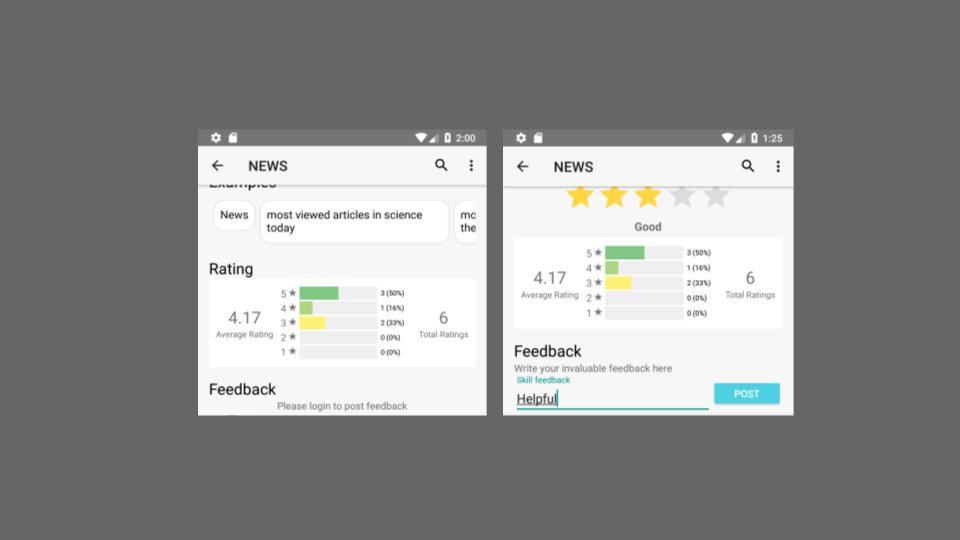 2:00
NEWS
Examples
News
most viewed articles in science
today
mo
the
Rating
5 ★ 3 (50%)
4 ★ 1 (16%)
3 ★ 2 (33%)
2 ★ 0 (0%)
1 ★ 0 (0%)
4.17
Average Rating
6
Total Ratings
Feedback
Please login to post feedback
1:25
NEWS
Good
5 ★ 3 (50%)
4 ★ 1 (16%)
3 ★ 2 (33%)
2 ★ 0 (0%)
1 ★ 0 (0%)
4.17
Average Rating
6
Total Ratings
Feedback
Write your invaluable feedback here
Skill feedback
Helpful
POST